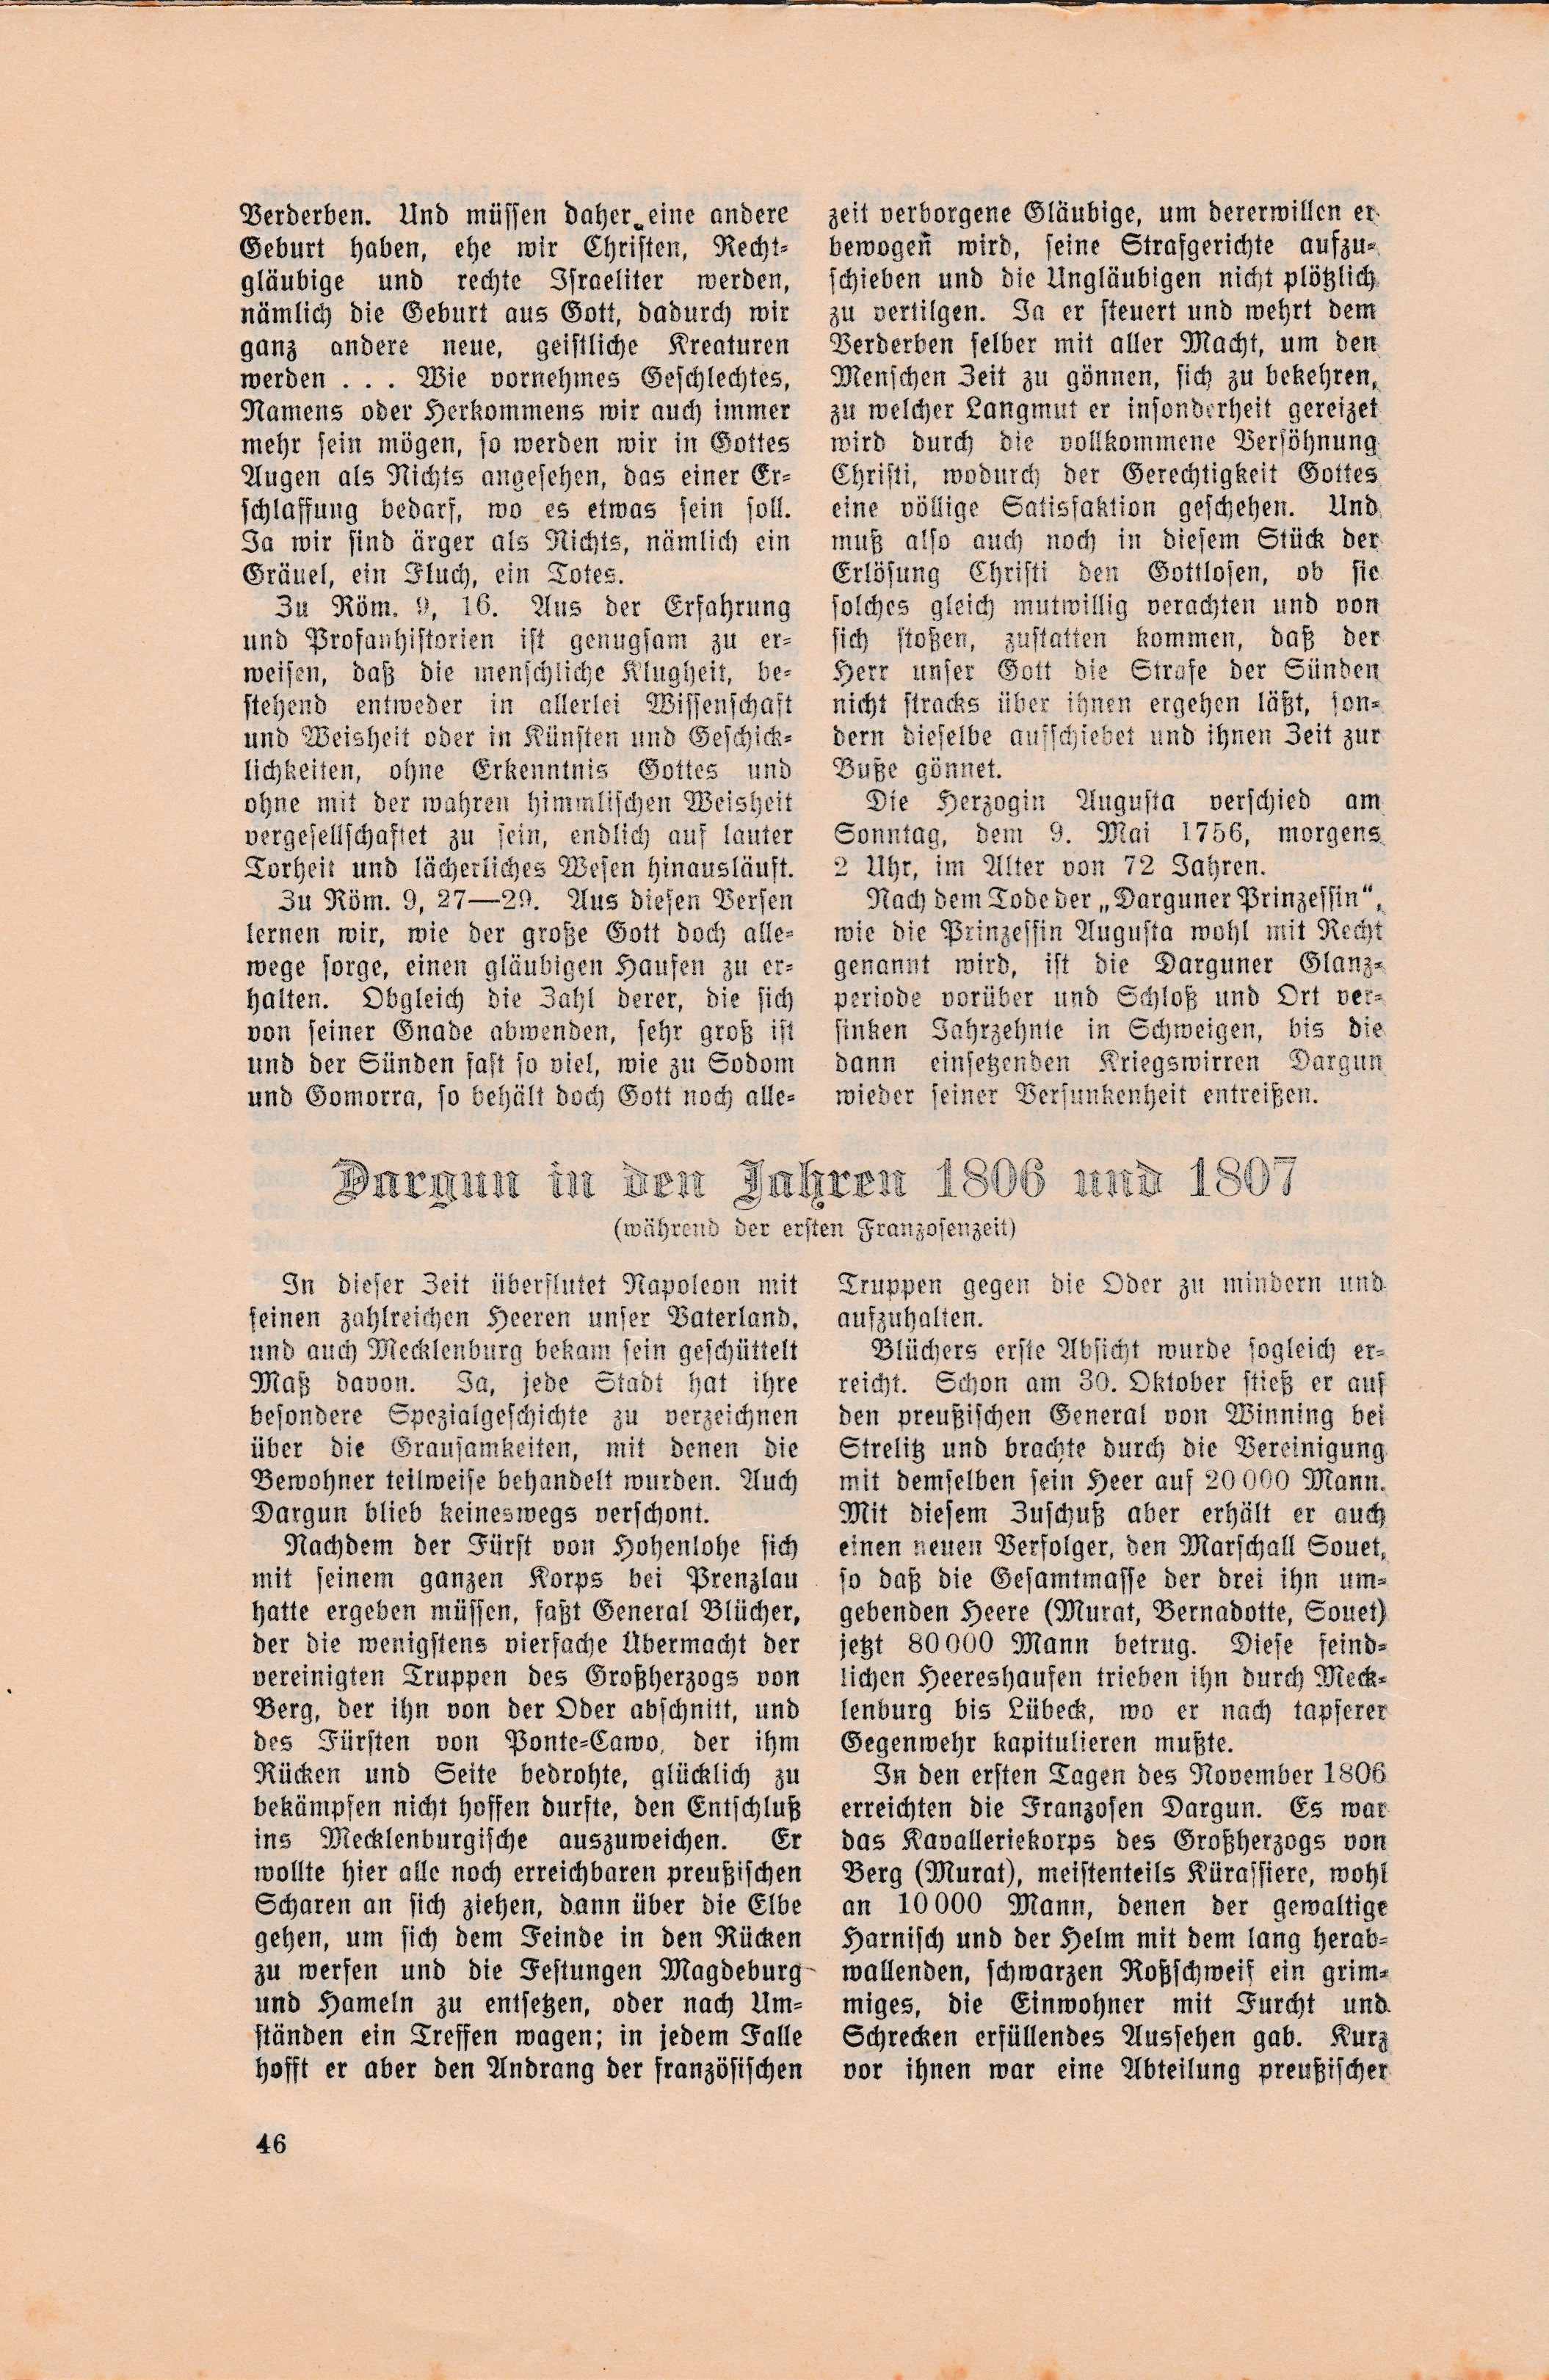 Verderben. Und müssen daher eine andere
Geburt haben, ehe wir Christen, Recht-
gläubige und rechte Israeliter werden,
nämlich die Geburt aus Gott, dadurch wir
ganz andere neue, geistliche Kreaturen
werden . . . Wie vornehmes Geschlechtes,
Namens oder Herkommens wir auch immer
mehr sein mögen, so werden wir in Gottes
Augen als Nichts angesehen, das einer Er-
schlaffung bedarf, wo es etwas sein soll.
Ja wir sind ärger als Nichts, nämlich ein
Gräuel, ein Fluch, ein Totes.
Zu Röm. 9, 16. Aus der Erfahrung
und Profanhistorien ist genugsam zu er-
weisen, daß die menschliche Klugheit, be-
stehend entweder in allerlei Wissenschaft
und Weisheit oder in Künsten und Geschick-
lichkeiten, ohne Erkenntnis Gottes und
ohne mit der wahren himmlischen Weisheit
vergesellschaftet zu sein, endlich auf lauter
Torheit und lächerliches Wesen hinausläuft.
Zu Röm. 9, 27—29. Aus diesen Versen
lernen wir, wie der große Gott doch alle-
wege sorge, einen gläubigen Haufen zu er-
halten. Obgleich die Zahl derer, die sich
von seiner Gnade abwenden, sehr groß ist
und der Sünden fast so viel, wie zu Sodom
und Gomorra, so behält doch Gott noch alle-
zeit verborgene Gläubige, um dererwillen er
bewogen wird, seine Strafgerichte aufzu-
schieben und die Ungläubigen nicht plötzlich
zu vertilgen. Ja er steuert und wehrt dem
Verderben selber mit aller Macht, um den
Menschen Zeit zu gönnen, sich zu bekehren,
zu welcher Langmut er insonderheit gereizet
wird durch die vollkommene Versöhnung
Christi, wodurch der Gerechtigkeit Gottes
eine völlige Satisfaktion geschehen. Und
muß also auch noch in diesem Stück der
Erlösung Christi den Gottlosen, ob sie
solches gleich mutwillig verachten und von
sich stoßen, zustatten kommen, daß der
Herr unser Gott die Strafe der Sünden
nicht stracks über ihnen ergehen läßt, son-
dern dieselbe aufschiebet und ihnen Zeit zur
Buße gönnet.
Die Herzogin Augusta verschied am
Sonntag, dem 9. Mai 1756, morgens
2 Uhr, im Alter von 72 Jahren.
Nach dem Tode der „Darguner Prinzessin",
wie die Prinzessin Augusta wohl mit Recht
genannt wird, ist die Darguner Glanz-
periode vorüber und Schloß und Ort ver-
sinken Jahrzehnte in Schweigen, bis die
dann einsetzenden Kriegswirren Dargun
wieder seiner Versunkenheit entreißen.
Dargun in den Jahren 1806 und 1807
(während der ersten Franzosenzeit)
In dieser Zeit überflutet Napoleon mit
seinen zahlreichen Heeren unser Vaterland,
und auch Mecklenburg bekam sein geschüttelt
Maß davon. Ja, jede Stadt hat ihre
besondere Spezialgeschichte zu verzeichnen
über die Grausamkeiten, mit denen die
Bewohner teilweise behandelt wurden. Auch
Dargun blieb keineswegs verschont.
Nachdem der Fürst von Hohenlohe sich
mit seinem ganzen Korps bei Prenzlau
hatte ergeben müssen, faßt General Blücher,
der die wenigstens vierfache Übermacht der
vereinigten Truppen des Großherzogs von
Berg, der ihn von der Oder abschnitt, und
des Fürsten von Ponte-Cawo, der ihm
Rücken und Seite bedrohte, glücklich zu
bekämpfen nicht hoffen durfte, den Entschluß
ins Mecklenburgische auszuweichen. Er
wollte hier alle noch erreichbaren preußischen
Scharen an sich ziehen, dann über die Elbe
gehen, um sich dem Feinde in den Rücken
zu werfen und die Festungen Magdeburg
und Hameln zu entsetzen, oder nach Um-
ständen ein Treffen wagen; in jedem Falle
hofft er aber den Andrang der französischen
Truppen gegen die Oder zu mindern und
aufzuhalten.
Blüchers erste Absicht wurde sogleich er-
reicht. Schon am 30. Oktober stieß er auf
den preußischen General von Winning bei
Strelitz und brachte durch die Vereinigung
mit demselben sein Heer auf 20 000 Mann.
Mit diesem Zuschuß aber erhält er auch
einen neuen Verfolger, den Marschall Souet,
so daß die Gesamtmasse der drei ihn um-
gebenden Heere (Murat, Bernadotte, Souet)
jetzt 80 000 Mann betrug. Diese feind-
lichen Heereshaufen trieben ihn durch Meck-
lenburg bis Lübeck, wo er nach tapferer
Gegenwehr kapitulieren mußte.
In den ersten Tagen des November 1806
erreichten die Franzosen Dargun. Es war
das Kavalleriekorps des Großherzogs von
Berg (Murat), meistenteils Kürassiere, wohl
an 10 000 Mann, denen der gewaltige
Harnisch und der Helm mit dem lang herab-
wallenden, schwarzen Roßschweif ein grim-
miges, die Einwohner mit Furcht und
Schrecken erfüllendes Aussehen gab. Kurz
vor ihnen war eine Abteilung preußischer
46